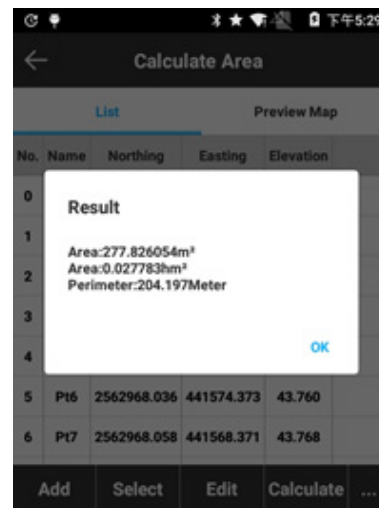 下午5:29
Calculate Area
List Preview Map
No. Name Northing Easting Elevation
0
1
2
3
4
Result
Area:277.826054m²
Area:0.027783hm²
Perimeter:204.197Meter
OK
5 Pt6 2562968.036 441574.373 43.760
6 Pt7 2562968.058 441568.371 43.768
Add Select Edit Calculate ...